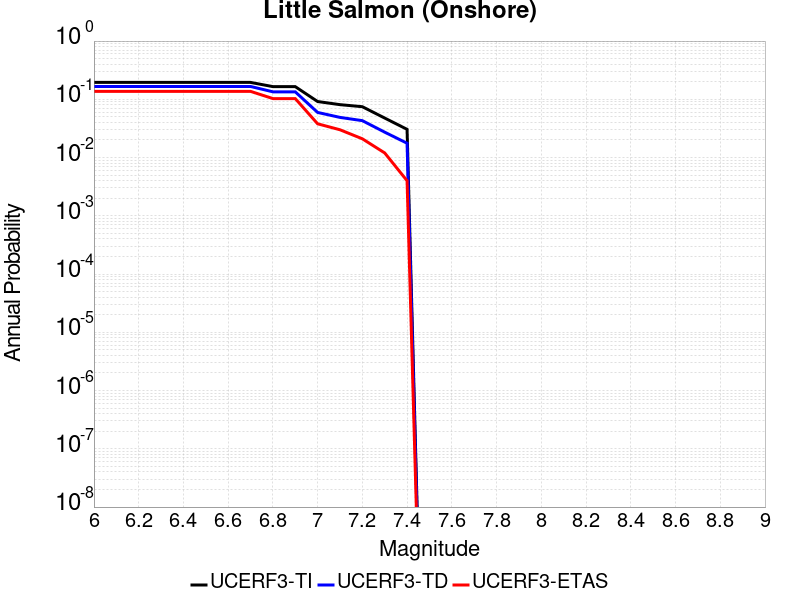 Little Salmon (Onshore)
10^0
10^-1
10^-2
10^-3
10^-4
10^-5
10^-6
10^-7
10^-8
Annual Probability
6 6.2 6.4 6.6 6.8 7 7.2 7.4 7.6 7.8 8 8.2 8.4 8.6 8.8 9
Magnitude
UCERF3-TI UCERF3-TD UCERF3-ETAS